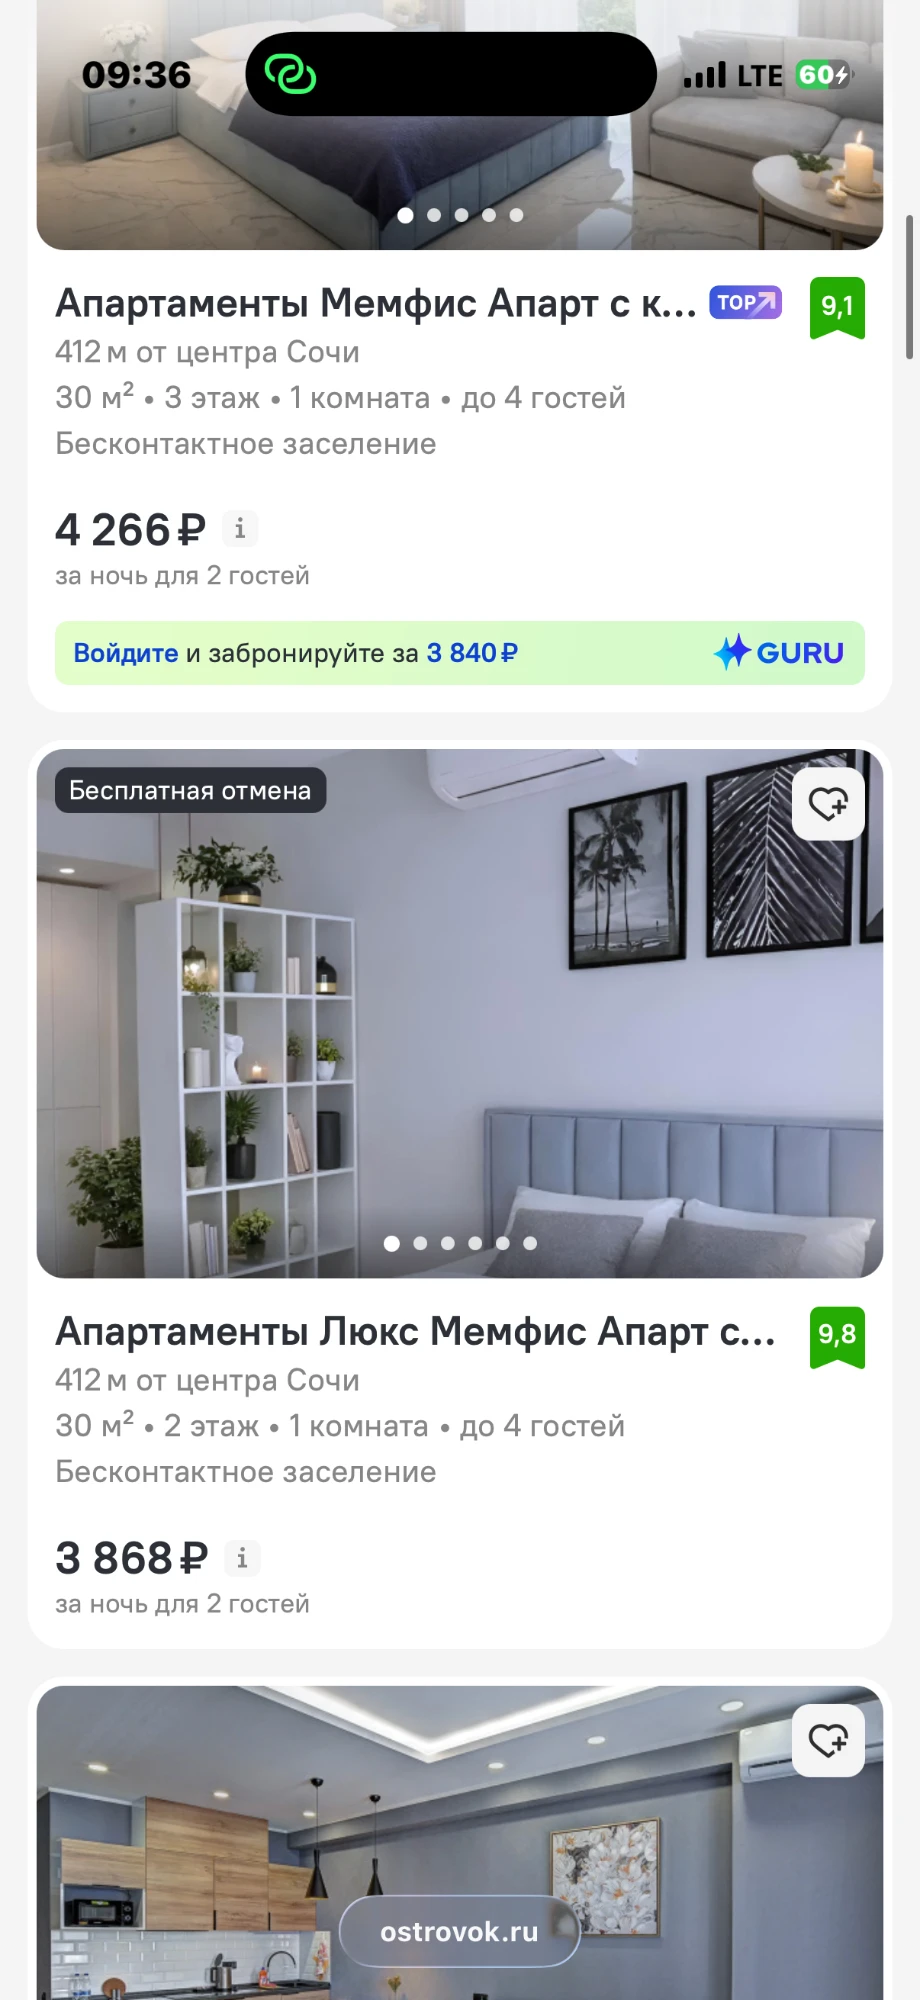 09:36
LTE 60
Апартаменты Мемфис Апарт с к... TOP 9,1
412 м от центра Сочи
30 м² • 3 этаж • 1 комната • до 4 гостей
Бесконтактное заселение
4 266 ₽ i
за ночь для 2 гостей
Войдите и забронируйте за 3 840 ₽ GURU
Бесплатная отмена
Апартаменты Люкс Мемфис Апарт с... 9,8
412 м от центра Сочи
30 м² • 2 этаж • 1 комната • до 4 гостей
Бесконтактное заселение
3 868 ₽ i
за ночь для 2 гостей
ostrovok.ru